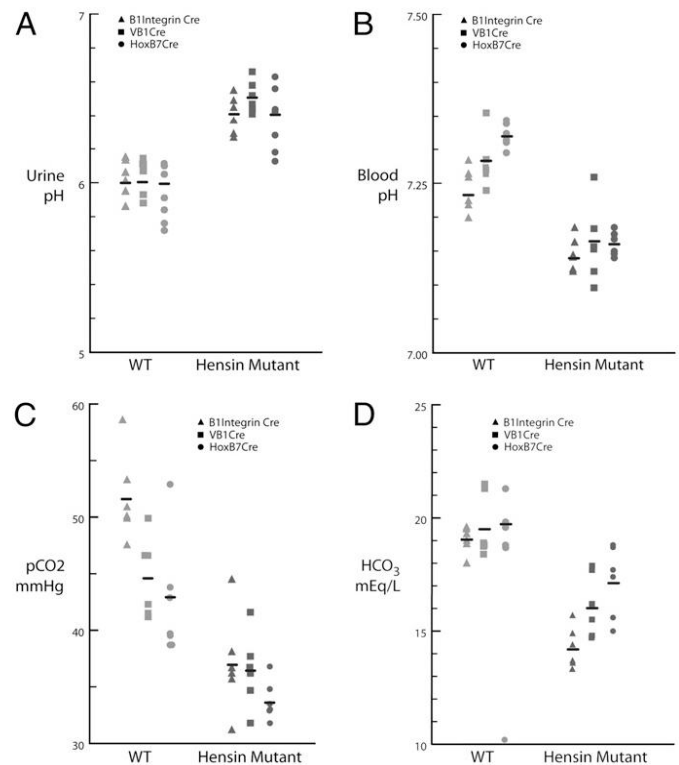 A
7
6
5
Urine
pH
B1Integrin Cre
VB1Cre
HoxB7Cre
WT Hensin Mutant
B
7.50
7.25
7.00
Blood
pH
B1Integrin Cre
VB1Cre
HoxB7Cre
WT Hensin Mutant
C
60
50
40
30
pCO2
mmHg
B1Integrin Cre
VB1Cre
HoxB7Cre
WT Hensin Mutant
D
25
20
15
10
HCO3
mEq/L
B1Integrin Cre
VB1Cre
HoxB7Cre
WT Hensin Mutant